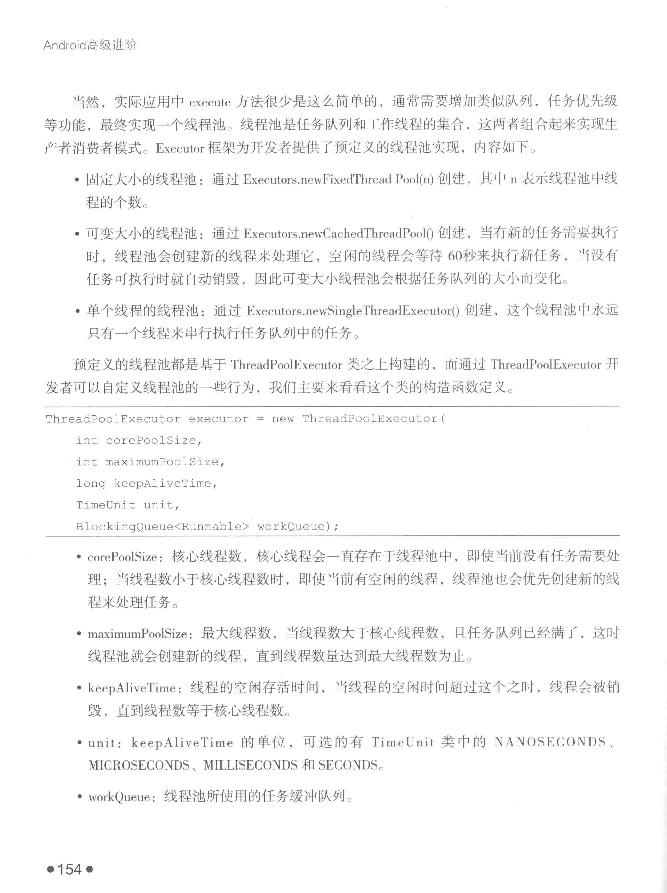 Android高级进阶
当然，实际应用中 execute 方法很少是这么简单的，通常需要增加类似队列，任务优先级
等功能，最终实现一个线程池。线程池是任务队列和工作线程的集合，这两者组合起来实现生
产者消费者模式。Executor 框架为开发者提供了预定义的线程池实现，内容如下。
• 固定大小的线程池：通过 Executors.newFixedThread Pool(n) 创建，其中 n 表示线程池中线
程的个数。
• 可变大小的线程池：通过 Executors.newCachedThreadPool() 创建，当有新的任务需要执行
时，线程池会创建新的线程来处理它，空闲的线程会等待 60秒来执行新任务，当没有
任务可执行时就自动销毁，因此可变大小线程池会根据任务队列的大小而变化。
• 单个线程的线程池：通过 Executors.newSingleThreadExecutor() 创建，这个线程池中永远
只有一个线程来串行执行任务队列中的任务。
预定义的线程池都是基于 ThreadPoolExecutor 类之上构建的，而通过 ThreadPoolExecutor 开
发者可以自定义线程池的一些行为，我们主要来看看这个类的构造函数定义。
ThreadPoolExecutor executor = new ThreadPoolExecutor(
int corePoolSize,
int maximumPoolSize,
long keepAliveTime,
TimeUnit unit,
BlockingQueue<Runnable> workQueue);
• corePoolSize：核心线程数，核心线程会一直存在于线程池中，即使当前没有任务需要处
理；当线程数小于核心线程数时，即使当前有空闲的线程，线程池也会优先创建新的线
程来处理任务。
• maximumPoolSize：最大线程数，当线程数大于核心线程数，且任务队列已经满了，这时
线程池就会创建新的线程，直到线程数量达到最大线程数为止。
• keepAliveTime：线程的空闲存活时间，当线程的空闲时间超过这个之时，线程会被销
毁，直到线程数等于核心线程数。
• unit：keepAliveTime 的单位，可选的有 TimeUnit 类中的 NANOSECONDS、
MICROSECONDS、MILLISECONDS 和 SECONDS。
• workQueue：线程池所使用的任务缓冲队列。
●154●